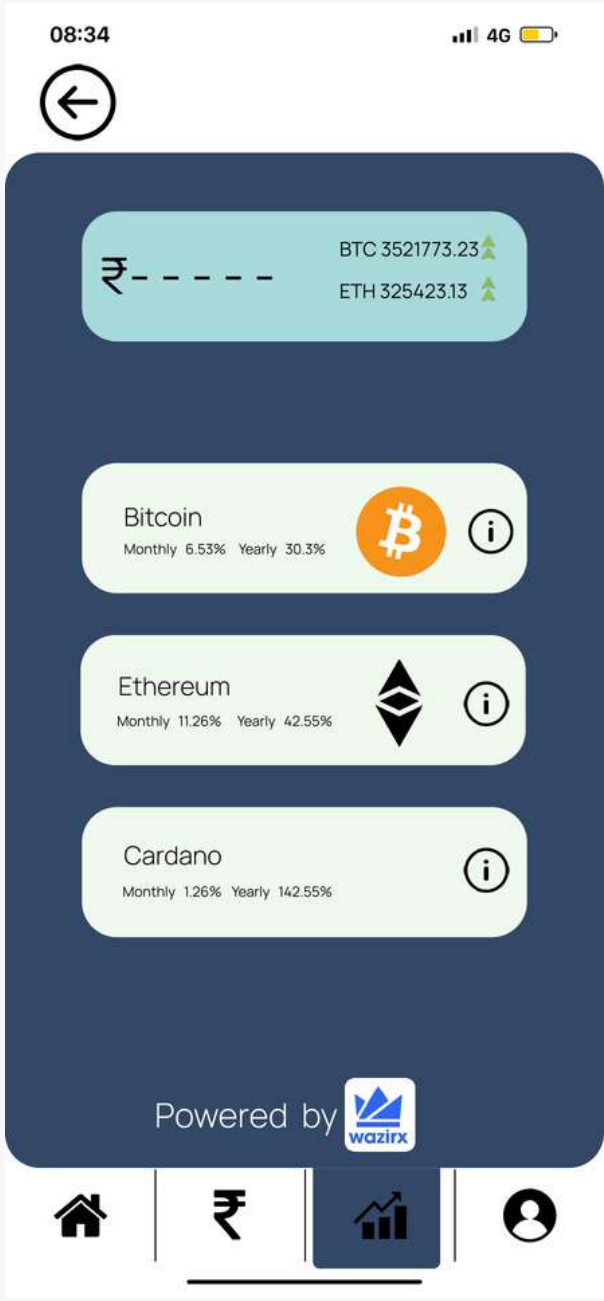 08:34
4G
₹- - - - -
BTC 3521773.23
ETH 325423.13
Bitcoin
Monthly 6.53% Yearly 30.3%
Ethereum
Monthly 11.26% Yearly 42.55%
Cardano
Monthly 1.26% Yearly 142.55%
Powered by
wazirx
₹